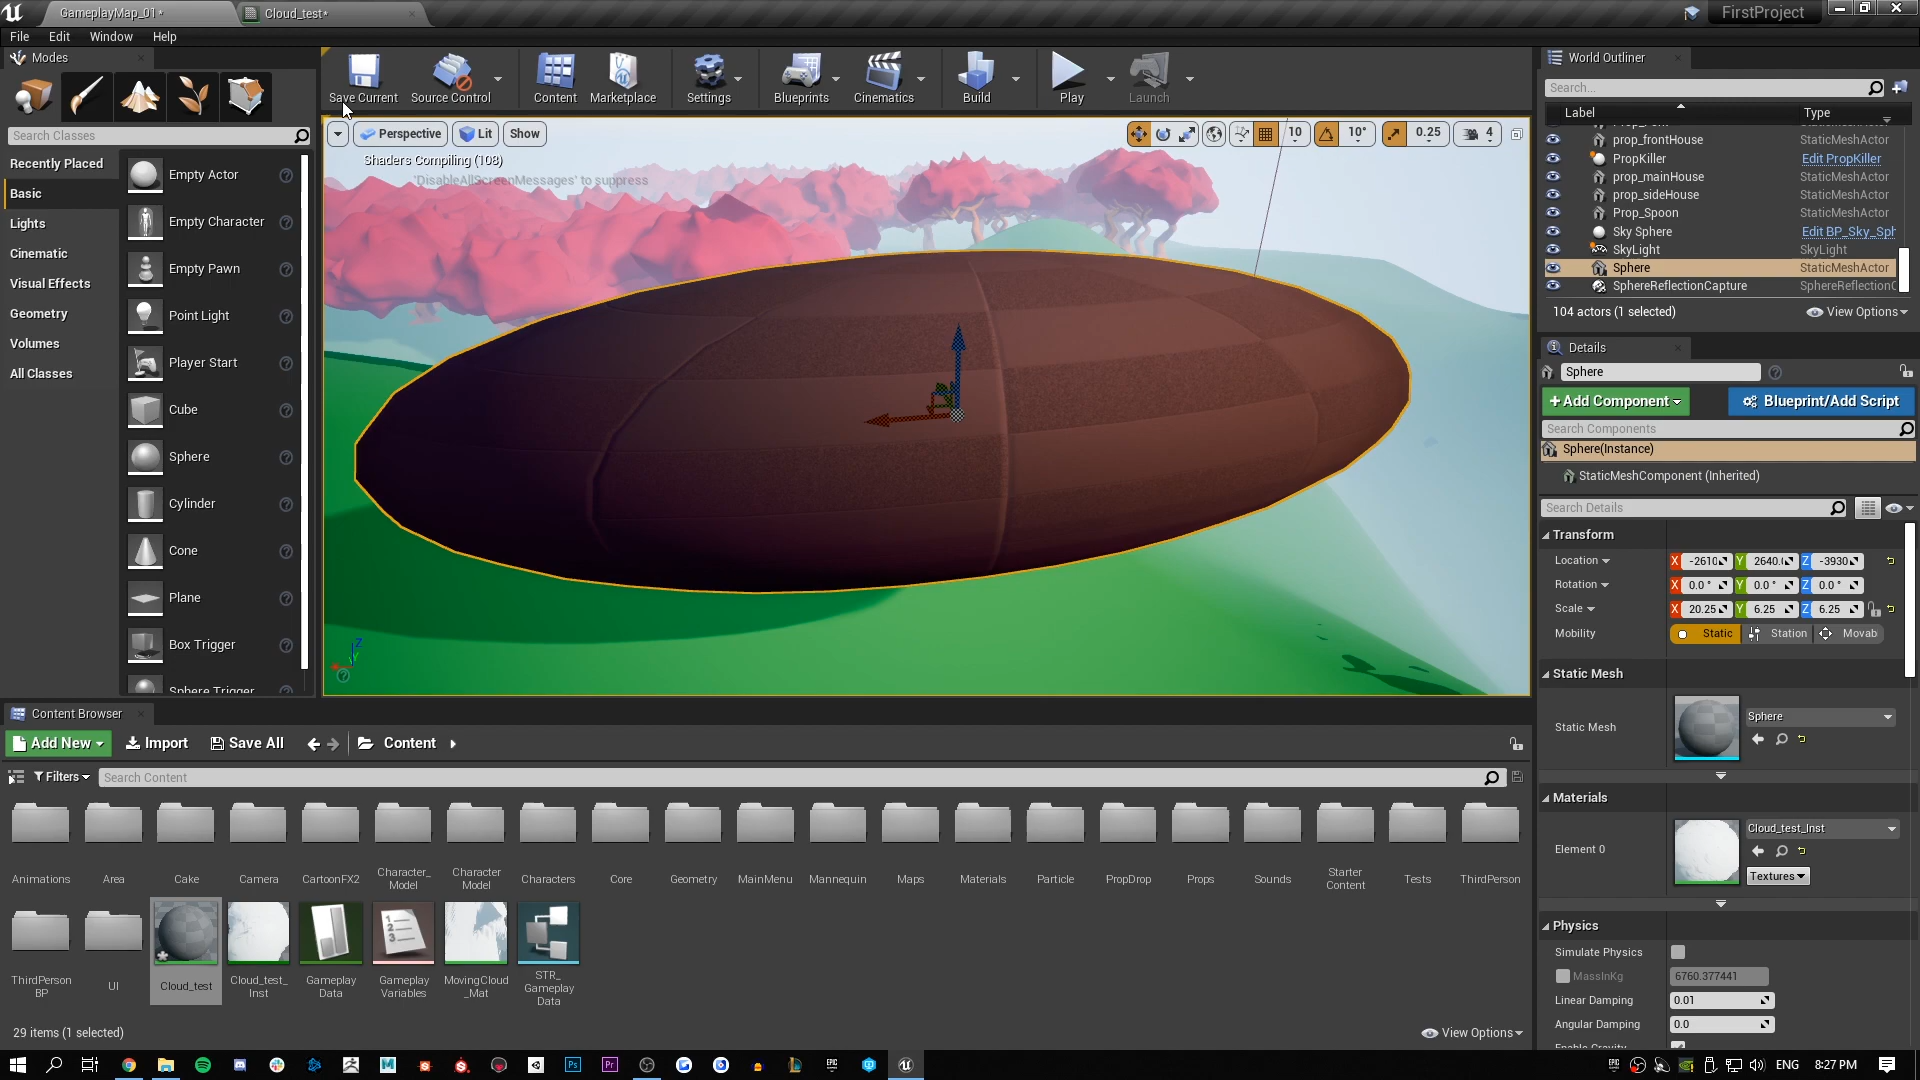 GameplayMap_01*
Cloud_test*
FirstProject
File Edit Window Help
Modes
Search Classes
Recently Placed
Basic
Lights
Cinematic
Visual Effects
Geometry
Volumes
All Classes
Empty Actor
Empty Character
Empty Pawn
Point Light
Player Start
Cube
Sphere
Cylinder
Cone
Plane
Box Trigger
Sphere Trigger
Save Current
Source Control
Content
Marketplace
Settings
Blueprints
Cinematics
Build
Play
Launch
Perspective Lit Show
10 10° 0.25 4
Shaders Compiling (108)
'DisableAllScreenMessages' to suppress
World Outliner
Search...
Label Type
prop_frontHouse StaticMeshActor
PropKiller Edit PropKiller
prop_mainHouse StaticMeshActor
prop_sideHouse StaticMeshActor
Prop_Spoon StaticMeshActor
Sky Sphere Edit BP_Sky_Sph
SkyLight SkyLight
Sphere StaticMeshActor
SphereReflectionCapture SphereReflectionC
104 actors (1 selected) View Options
Details
Sphere
+Add Component Blueprint/Add Script
Search Components
Sphere(Instance)
StaticMeshComponent (Inherited)
Search Details
Transform
Location X -2610 Y 2640. Z -3930
Rotation X 0.0 ° Y 0.0 ° Z 0.0 °
Scale X 20.25 Y 6.25 Z 6.25
Mobility Static Station Movab
Static Mesh
Static Mesh Sphere
Materials
Element 0 Cloud_test_Inst
Textures
Physics
Simulate Physics
MassInKg 6760.377441
Linear Damping 0.01
Angular Damping 0.0
Enable Gravity
Content Browser
Add New Import Save All Content
Filters Search Content
Animations Area Cake Camera CartoonFX2 Character_ Model Character Model Characters Core Geometry MainMenu Mannequin Maps Materials Particle PropDrop Props Sounds Starter Content Tests ThirdPerson
ThirdPerson BP UI Cloud_test Cloud_test_ Inst Gameplay Data Gameplay Variables MovingCloud _Mat STR_ Gameplay Data
29 items (1 selected) View Options
ENG 8:27 PM